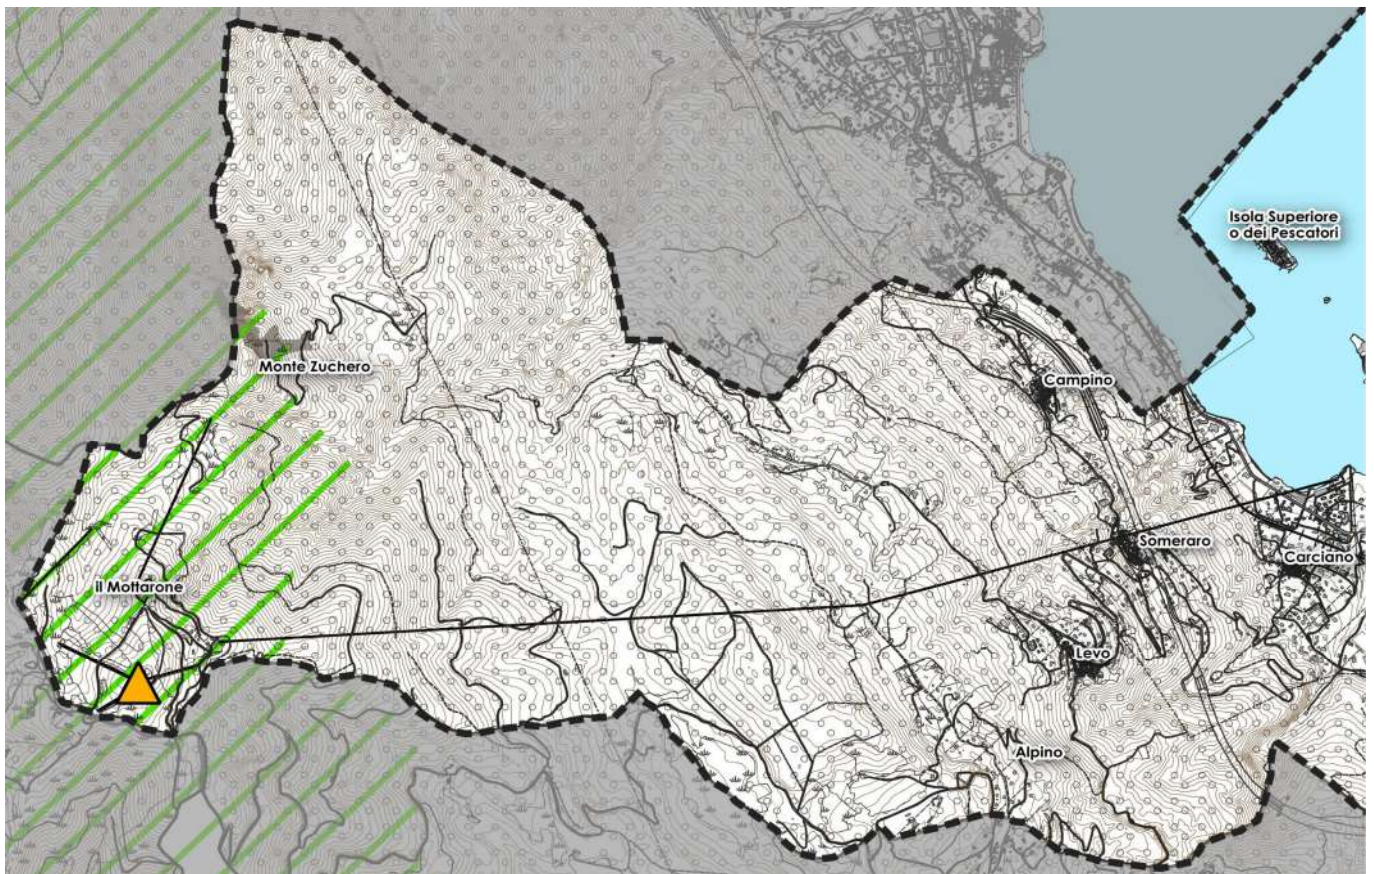 Isola Superiore
o dei Pescatori
Monte Zuchero
Campino
Someraro
Carciano
il Mottarone
Levo
Alpino